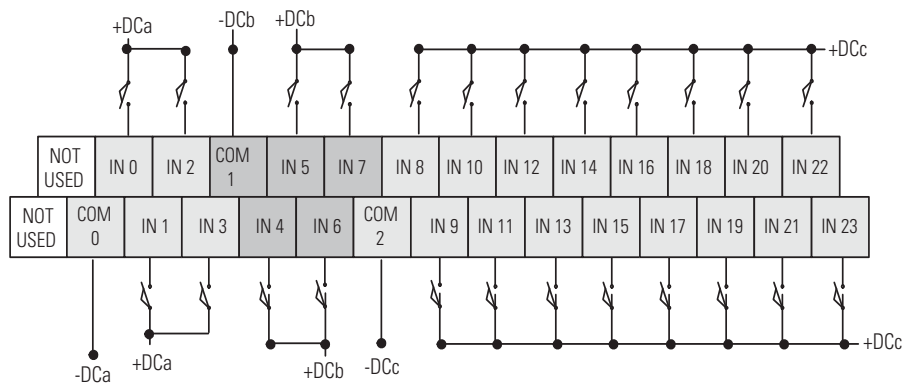 -DCb
+DCa
+DCb
+DCc
NOT USED
IN 0
IN 2
COM 1
IN 5
IN 7
IN 8
IN 10
IN 12
IN 14
IN 16
IN 18
IN 20
IN 22
NOT USED
COM 0
IN 1
IN 3
IN 4
IN 6
COM 2
IN 9
IN 11
IN 13
IN 15
IN 17
IN 19
IN 21
IN 23
+DCc
+DCa
-DCa
+DCb
-DCc